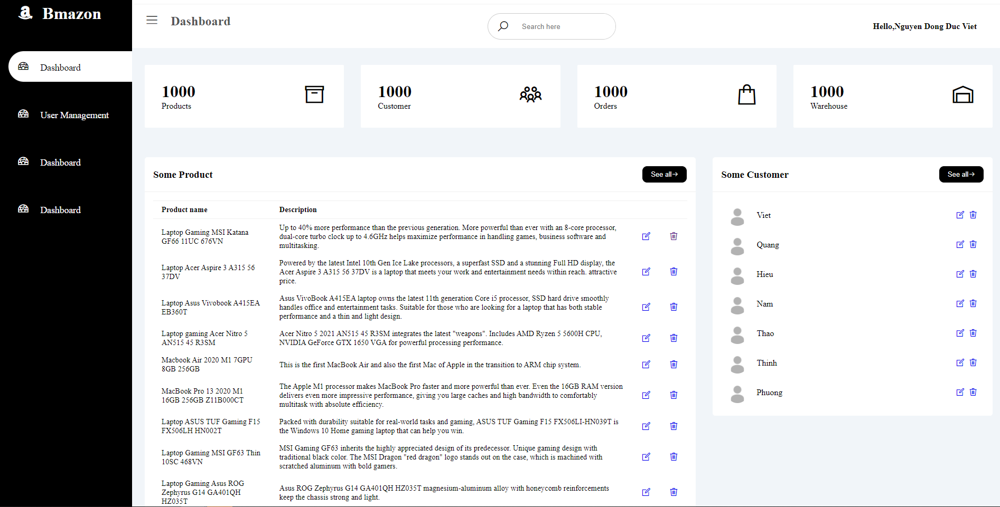 Bmazon
Dashboard
User Management
Dashboard
Dashboard
Dashboard
Search here
Hello,Nguyen Dong Duc Viet
1000
Products
1000
Customer
1000
Orders
1000
Warehouse
Some Product
See all→
Product name
Description
Laptop Gaming MSI Katana
GF66 11UC 676VN
Up to 40% more performance than the previous generation. More powerful than ever with an 8-core processor,
dual-core turbo clock up to 4.6GHz helps maximize performance in handling games, business software and
multitasking.
Laptop Acer Aspire 3 A315 56
37DV
Powered by the latest Intel 10th Gen Ice Lake processors, a superfast SSD and a stunning Full HD display, the
Acer Aspire 3 A315 56 37DV is a laptop that meets your work and entertainment needs within reach. attractive
price.
Laptop Asus Vivobook A415EA
EB360T
Asus VivoBook A415EA laptop owns the latest 11th generation Core i5 processor, SSD hard drive smoothly
handles office and entertainment tasks. Suitable for those who are looking for a laptop that has both stable
performance and a thin and light design.
Laptop gaming Acer Nitro 5
AN515 45 R3SM
Acer Nitro 5 2021 AN515 45 R3SM integrates the latest "weapons". Includes AMD Ryzen 5 5600H CPU,
NVIDIA GeForce GTX 1650 VGA for powerful processing performance.
Macbook Air 2020 M1 7GPU
8GB 256GB
This is the first MacBook Air and also the first Mac of Apple in the transition to ARM chip system.
MacBook Pro 13 2020 M1
16GB 256GB Z11B000CT
The Apple M1 processor makes MacBook Pro faster and more powerful than ever. Even the 16GB RAM version
delivers even more impressive performance, giving you large caches and high bandwidth to comfortably
multitask with absolute efficiency.
Laptop ASUS TUF Gaming F15
FX506LH HN002T
Packed with durability suitable for real-world tasks and gaming, ASUS TUF Gaming F15 FX506LI-HN039T is
the Windows 10 Home gaming laptop that can help you win.
Laptop Gaming MSI GF63 Thin
10SC 468VN
MSI Gaming GF63 inherits the highly appreciated design of its predecessor. Unique gaming design with
traditional black color. The MSI Dragon "red dragon" logo stands out on the case, which is machined with
scratched aluminum with bold gamers.
Laptop Gaming Asus ROG
Zephyrus G14 GA401QH
HZ035T
Asus ROG Zephyrus G14 GA401QH HZ035T magnesium-aluminum alloy with honeycomb reinforcements
keep the chassis strong and light.
Some Customer
See all→
Viet
Quang
Hieu
Nam
Thao
Thinh
Phuong